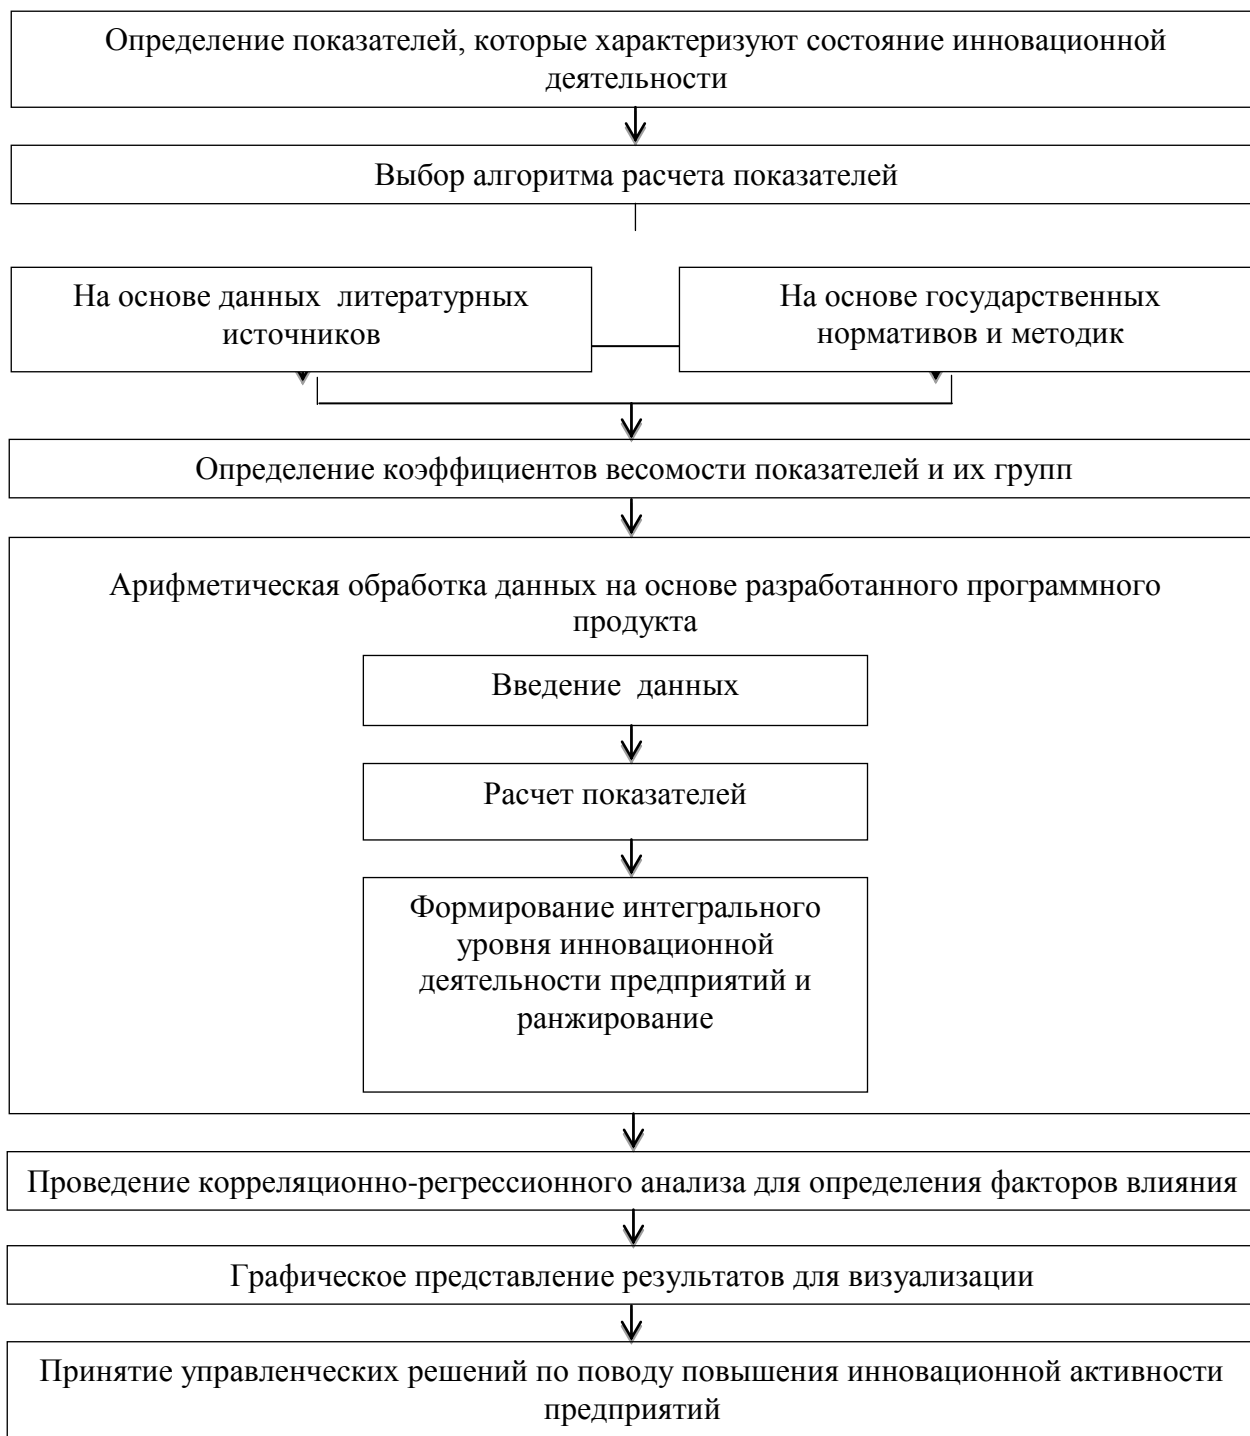 Определение показателей, которые характеризуют состояние инновационной
деятельности
Выбор алгоритма расчета показателей
На основе данных литературных
источников
На основе государственных
нормативов и методик
Определение коэффициентов весомости показателей и их групп
Арифметическая обработка данных на основе разработанного программного
продукта
Введение данных
Расчет показателей
Формирование интегрального
уровня инновационной
деятельности предприятий и
ранжирование
Проведение корреляционно-регрессионного анализа для определения факторов влияния
Графическое представление результатов для визуализации
Принятие управленческих решений по поводу повышения инновационной активности
предприятий